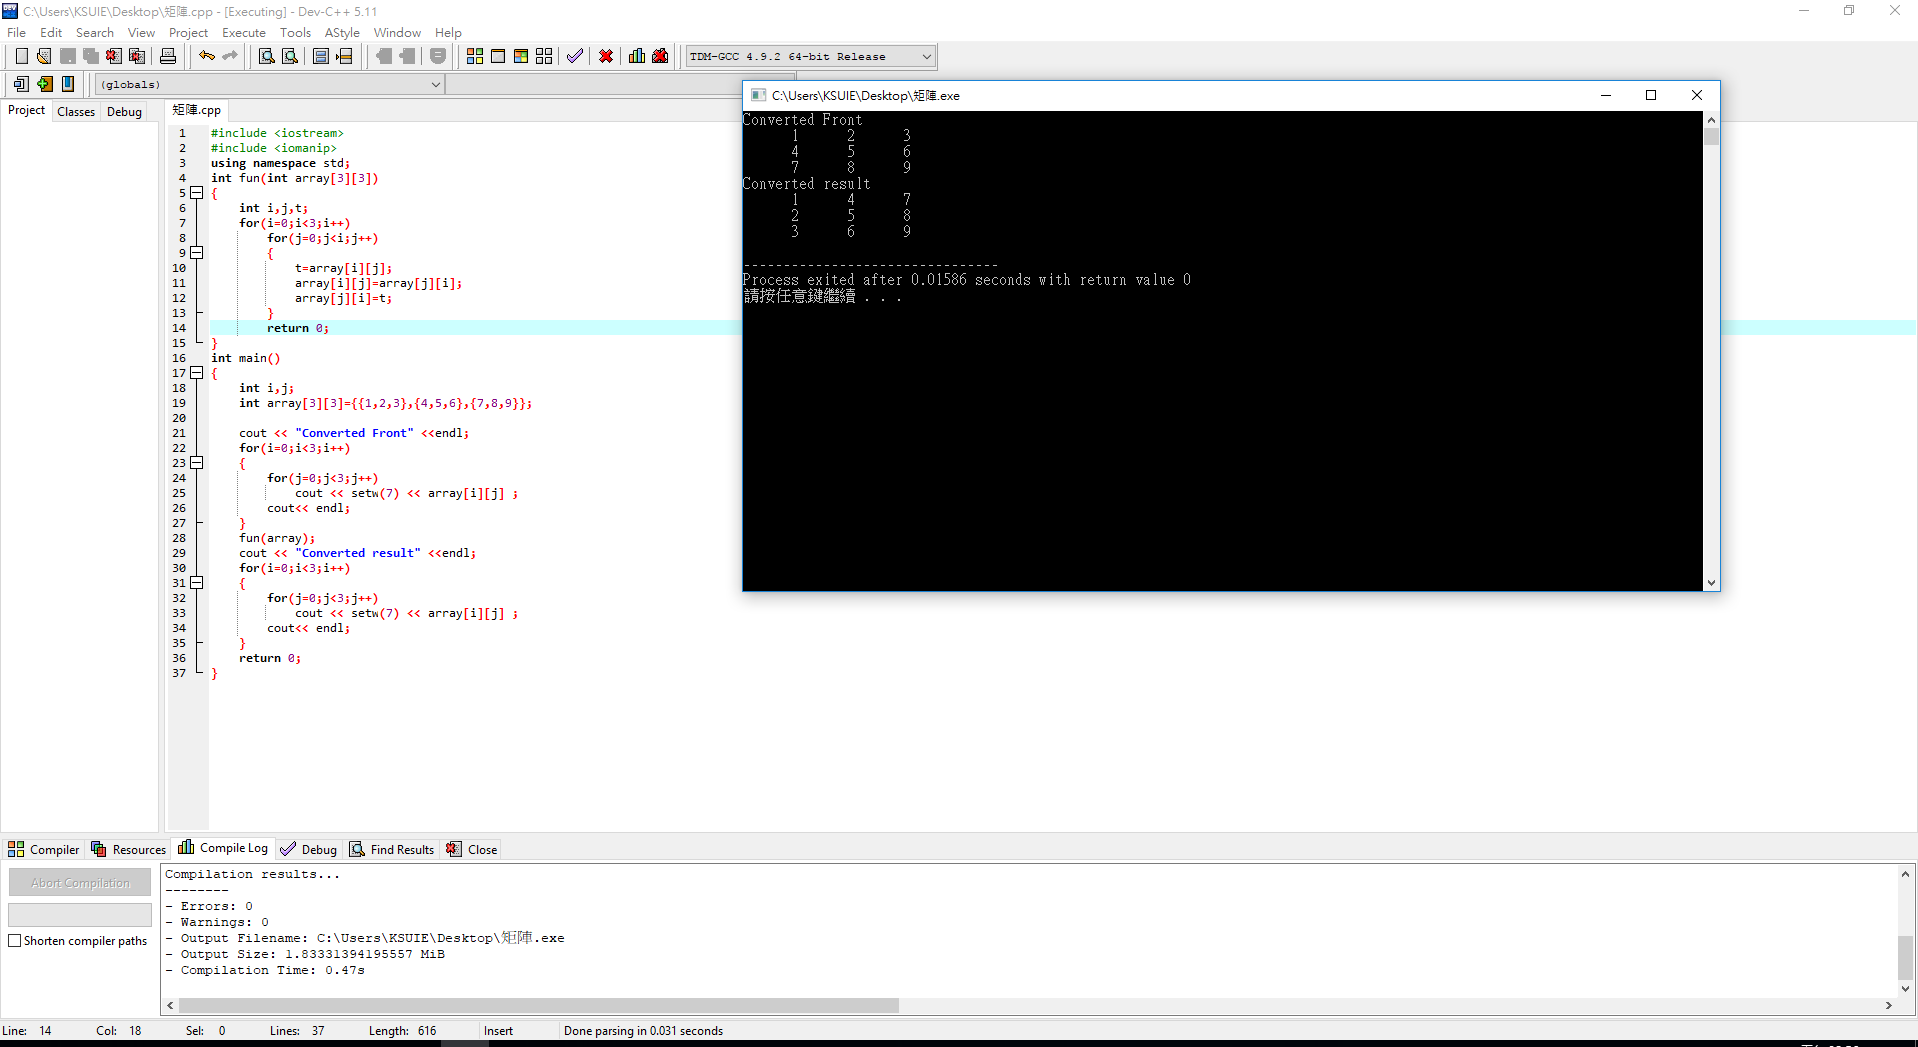 C:\Users\KSUIE\Desktop\矩陣.cpp - [Executing] - Dev-C++ 5.11
File Edit Search View Project Execute Tools AStyle Window Help
TDM-GCC 4.9.2 64-bit Release
(globals)
Project Classes Debug
矩陣.cpp
1 #include <iostream>
2 #include <iomanip>
3 using namespace std;
4 int fun(int array[3][3])
5 {
6 int i,j,t;
7 for(i=0;i<3;i++)
8 for(j=0;j<i;j++)
9 {
10 t=array[i][j];
11 array[i][j]=array[j][i];
12 array[j][i]=t;
13 }
14 return 0;
15 }
16 int main()
17 {
18 int i,j;
19 int array[3][3]={{1,2,3},{4,5,6},{7,8,9}};
20
21 cout << "Converted Front" <<endl;
22 for(i=0;i<3;i++)
23 {
24 for(j=0;j<3;j++)
25 cout << setw(7) << array[i][j] ;
26 cout<< endl;
27 }
28 fun(array);
29 cout << "Converted result" <<endl;
30 for(i=0;i<3;i++)
31 {
32 for(j=0;j<3;j++)
33 cout << setw(7) << array[i][j] ;
34 cout<< endl;
35 }
36 return 0;
37 }
C:\Users\KSUIE\Desktop\矩陣.exe
Converted Front
1 2 3
4 5 6
7 8 9
Converted result
1 4 7
2 5 8
3 6 9
--------------------------------
Process exited after 0.01586 seconds with return value 0
請按任意鍵繼續 . . .
Compiler Resources Compile Log Debug Find Results Close
Abort Compilation
Shorten compiler paths
Compilation results...
--------
- Errors: 0
- Warnings: 0
- Output Filename: C:\Users\KSUIE\Desktop\矩陣.exe
- Output Size: 1.83331394195557 MiB
- Compilation Time: 0.47s
Line: 14 Col: 18 Sel: 0 Lines: 37 Length: 616 Insert Done parsing in 0.031 seconds